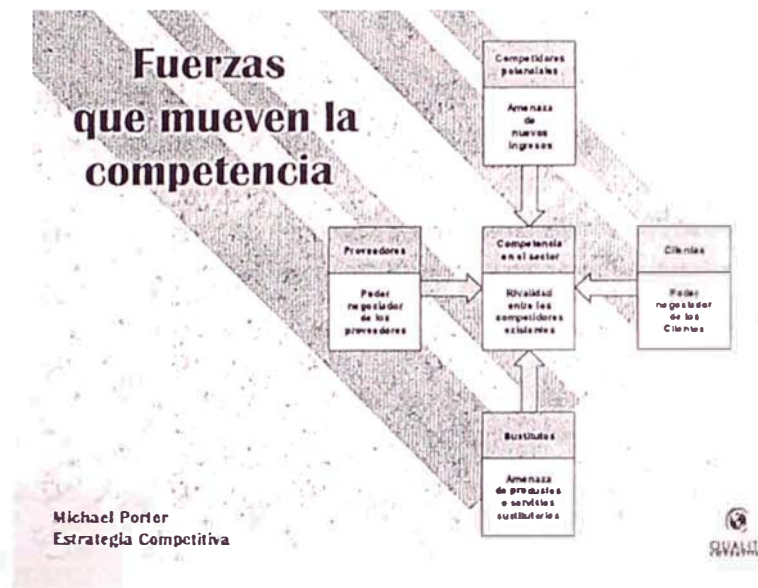 Fuerzas
que mueven la
competencia
Competidores
potenciales
Amenaza
de
nuevos
ingresos
Proveedores
Poder
negociador
de los
proveedores
Competencia
en el sector
Rivalidad
entre los
competidores
existentes
Clientes
Poder
negociador
de los
Clientes
Sustitutos
Amenaza
de productos
o servicios
sustitutorios
Michael Porter
Estrategia Competitiva